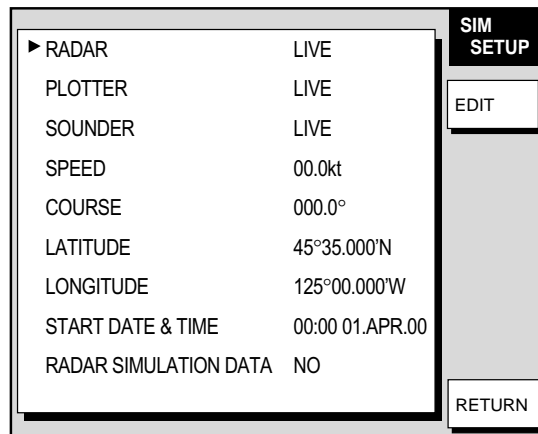 SIM
SETUP
▶ RADAR LIVE
PLOTTER LIVE
SOUNDER LIVE
SPEED 00.0kt
COURSE 000.0°
LATITUDE 45°35.000'N
LONGITUDE 125°00.000'W
START DATE & TIME 00:00 01.APR.00
RADAR SIMULATION DATA NO
EDIT
RETURN